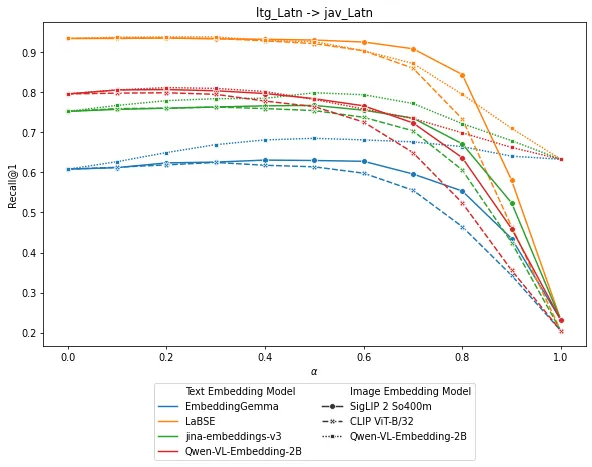 ltg_Latn -> jav_Latn
Recall@1
0.9
0.8
0.7
0.6
0.5
0.4
0.3
0.2
0.0 0.2 0.4 0.6 0.8 1.0
α
Text Embedding Model Image Embedding Model
EmbeddingGemma SigLIP 2 So400m
LaBSE CLIP ViT-B/32
jina-embeddings-v3 Qwen-VL-Embedding-2B
Qwen-VL-Embedding-2B